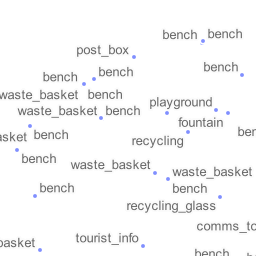 bench bench
post_box
bench bench bench
waste_basket bench
waste_basket bench
playground
fountain
asket bench
recycling
ben
bench
waste_basket
waste_basket
bench
bench
recycling_glass
comms_to
tourist_info
basket
bench